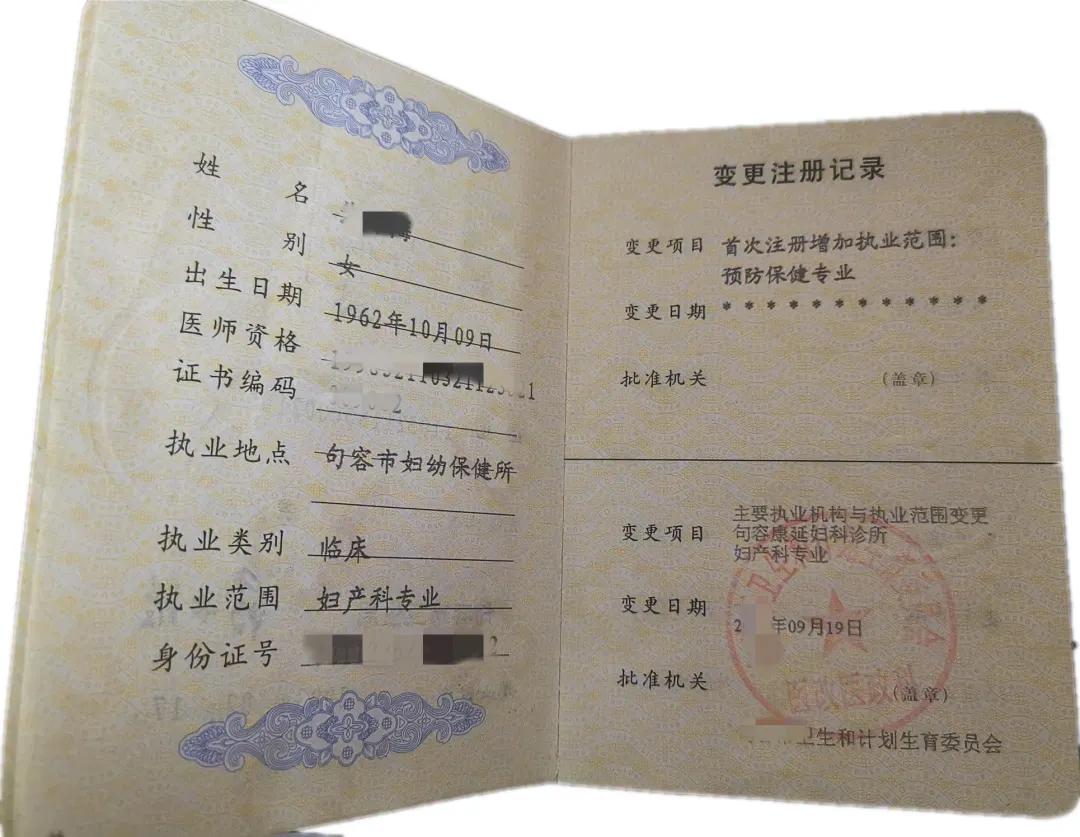 姓名
性别 女
出生日期 1962年10月09日
医师资格
证书编码
执业地点 句容市妇幼保健所
执业类别 临床
执业范围 妇产科专业
身份证号
变更注册记录
变更项目 首次注册增加执业范围：
预防保健专业
变更日期 * * * * * * * * * * * *
批准机关 （盖章）
变更项目 主要执业机构与执业范围变更
句容康延妇科诊所
妇产科专业
变更日期 2 年09月19日
批准机关 （盖章）
卫生和计划生育委员会